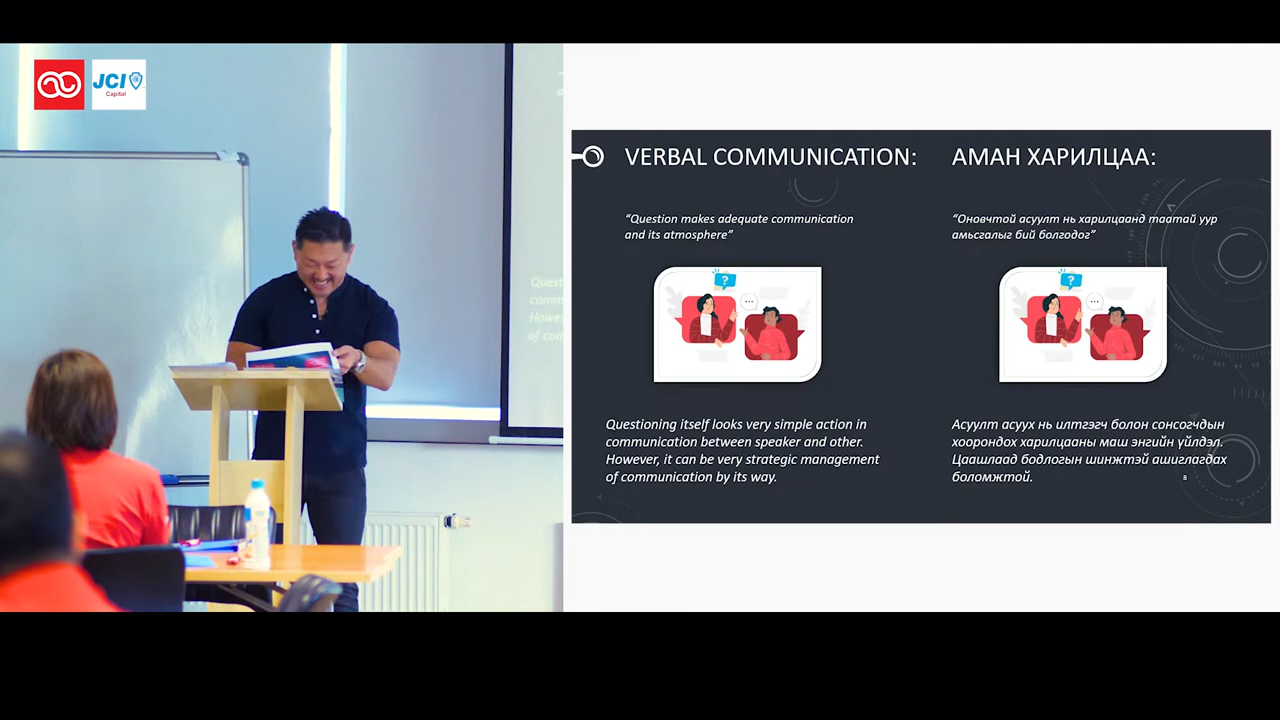 JCI
Capital
VERBAL COMMUNICATION:
“Question makes adequate communication
and its atmosphere”
?
Questioning itself looks very simple action in
communication between speaker and other.
However, it can be very strategic management
of communication by its way.
АМАН ХАРИЛЦАА:
“Оновчтой асуулт нь харилцаанд таатай уур
амьсгалыг бий болгодог”
?
Асуулт асуух нь илтгэгч болон сонсогчдын
хоорондох харилцааны маш энгийн үйлдэл.
Цаашлаад бодлогын шинжтэй ашиглагдах
боломжтой.
8